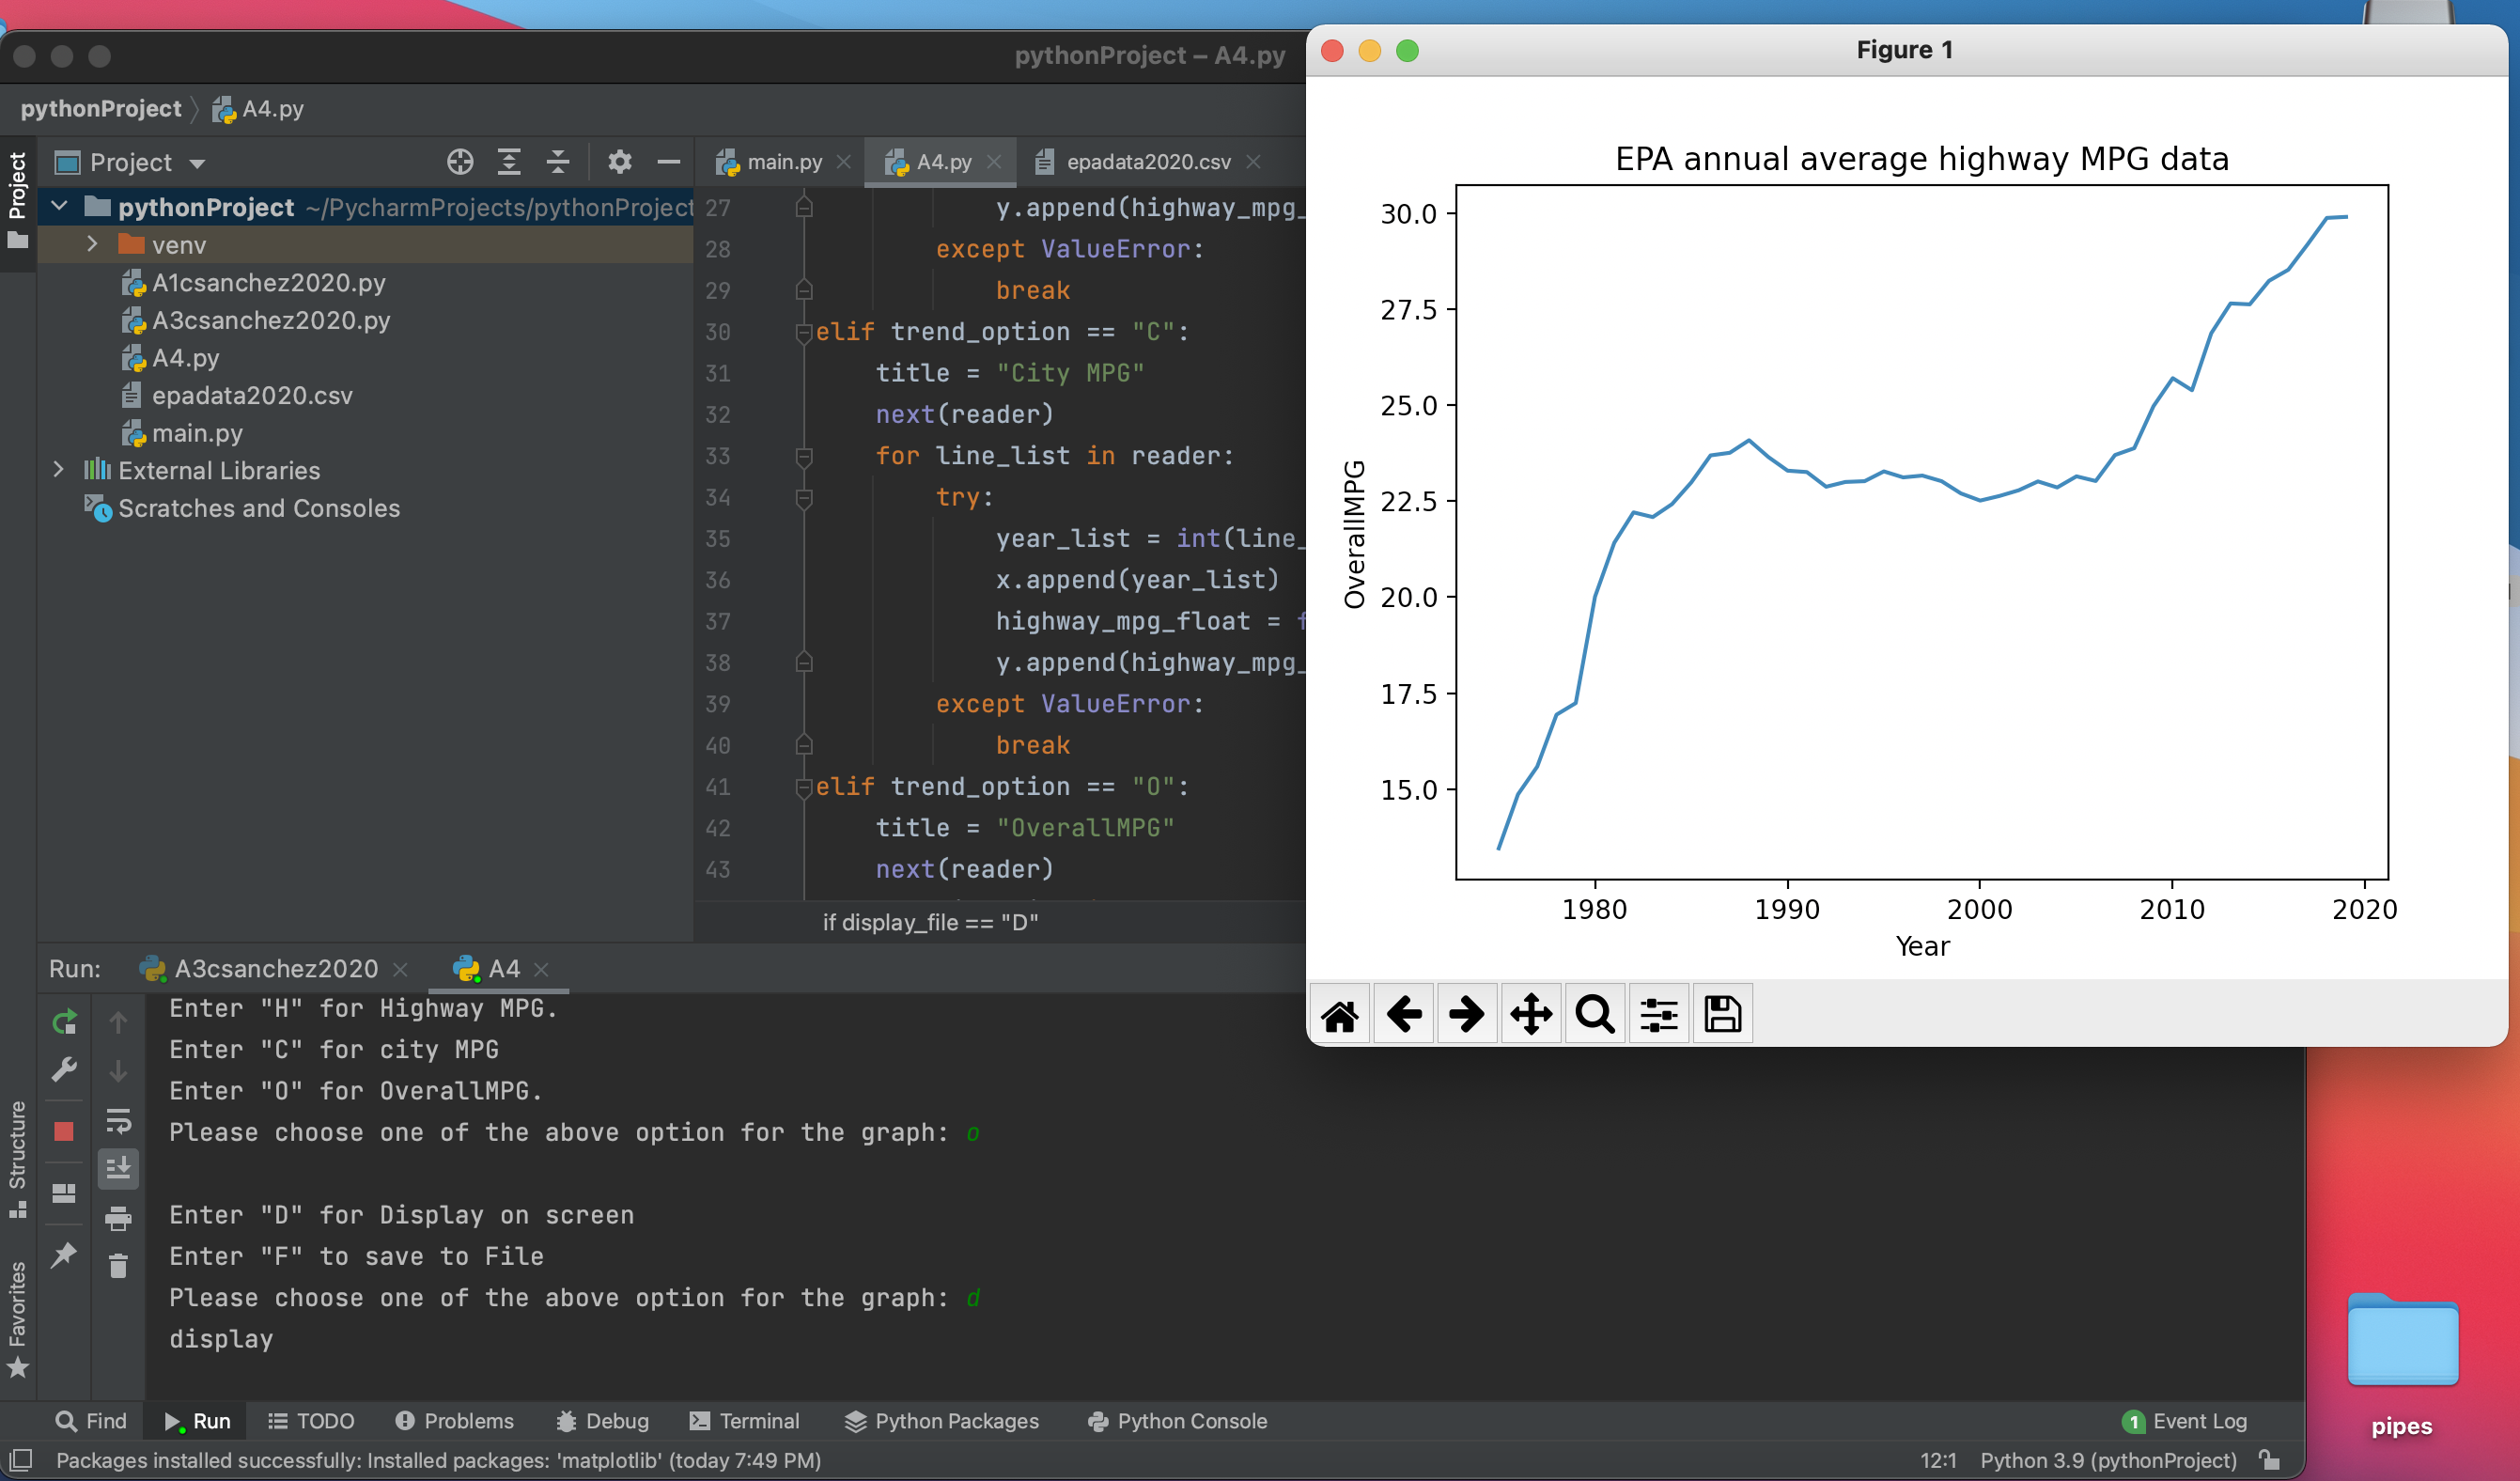 pythonProject – A4.py
pythonProject
A4.py
Project
Project
pythonProject ~/PycharmProjects/pythonProject
venv
A1csanchez2020.py
A3csanchez2020.py
A4.py
epadata2020.csv
main.py
External Libraries
Scratches and Consoles
main.py
A4.py
epadata2020.csv
27 y.append(highway_mpg_
28 except ValueError:
29 break
30 elif trend_option == "C":
31 title = "City MPG"
32 next(reader)
33 for line_list in reader:
34 try:
35 year_list = int(line_
36 x.append(year_list)
37 highway_mpg_float = f
38 y.append(highway_mpg_
39 except ValueError:
40 break
41 elif trend_option == "O":
42 title = "OverallMPG"
43 next(reader)
if display_file == "D"
Figure 1
EPA annual average highway MPG data
OverallMPG
30.0
27.5
25.0
22.5
20.0
17.5
15.0
1980 1990 2000 2010 2020
Year
Run:
A3csanchez2020
A4
Structure
Favorites
Enter "H" for Highway MPG.
Enter "C" for city MPG
Enter "O" for OverallMPG.
Please choose one of the above option for the graph: o
Enter "D" for Display on screen
Enter "F" to save to File
Please choose one of the above option for the graph: d
display
Find
Run
TODO
Problems
Debug
Terminal
Python Packages
Python Console
1 Event Log
Packages installed successfully: Installed packages: 'matplotlib' (today 7:49 PM)
12:1
Python 3.9 (pythonProject)
pipes